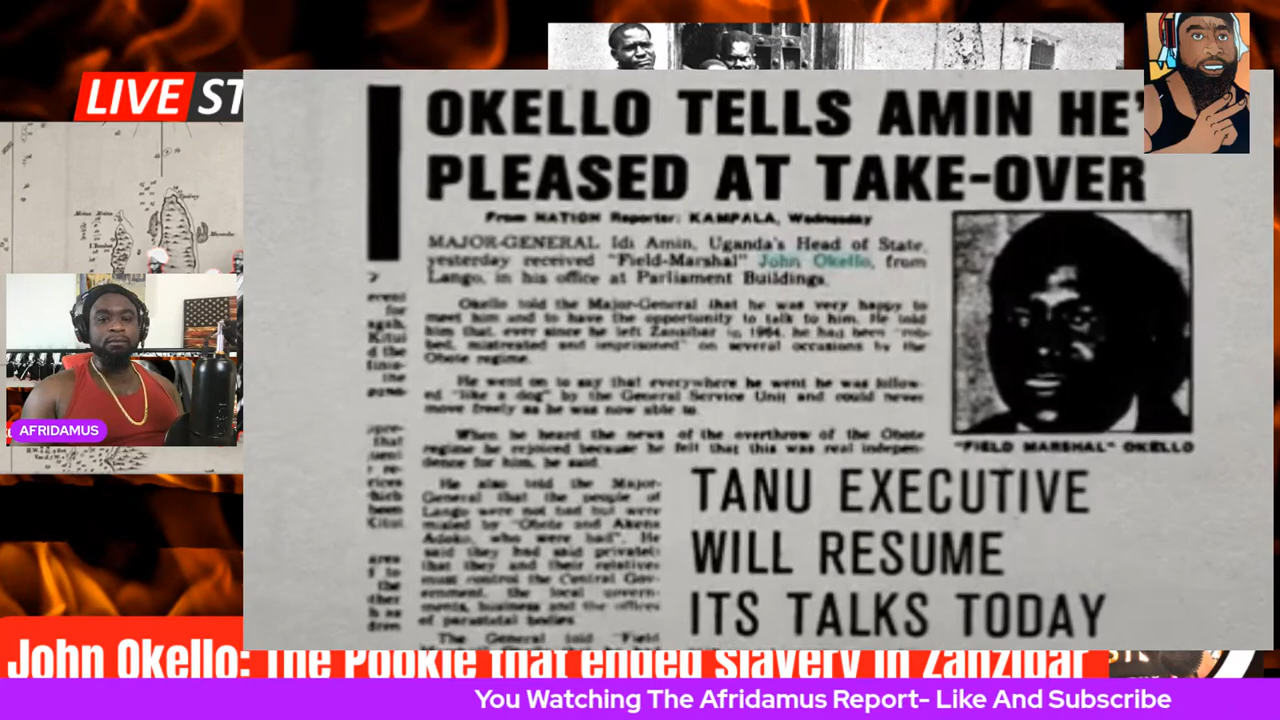 LIVE ST
OKELLO TELLS AMIN HE'
PLEASED AT TAKE-OVER
From NATION Reporter: KAMPALA, Wednesday
MAJOR-GENERAL Idi Amin, Uganda's Head of State,
yesterday received "Field-Marshal" John Okello, from
Lango, in his office at Parliament Buildings.
Okello told the Major-General that he was very happy to
meet him and to have the opportunity to talk to him. He told
him that, ever since he left Zanzibar in 1964, he had been "rob-
bed, mistreated and imprisoned" on several occasions by the
Obote regime.
He went on to say that everywhere he went he was follow-
ed "like a dog" by the General Service Unit and could never
move freely as he was now able to.
When he heard the news of the overthrow of the Obote
regime he rejoiced because he felt that this was real indepen-
dence for him, he said.
He also told the Major-
General that the people of
Lango were not bad but were
misled by "Obote and Akena
Adoko, who were bad". He
said they had said privately
that they and their relatives
must control the Central Gov-
ernment, the local govern-
ments, business and the offices
of parastatal bodies
The General told "Field
"FIELD MARSHAL" OKELLO
TANU EXECUTIVE
WILL RESUME
ITS TALKS TODAY
AFRIDAMUS
John Okello: The Pookie that ended slavery in Zanzibar
You Watching The Afridamus Report- Like And Subscribe